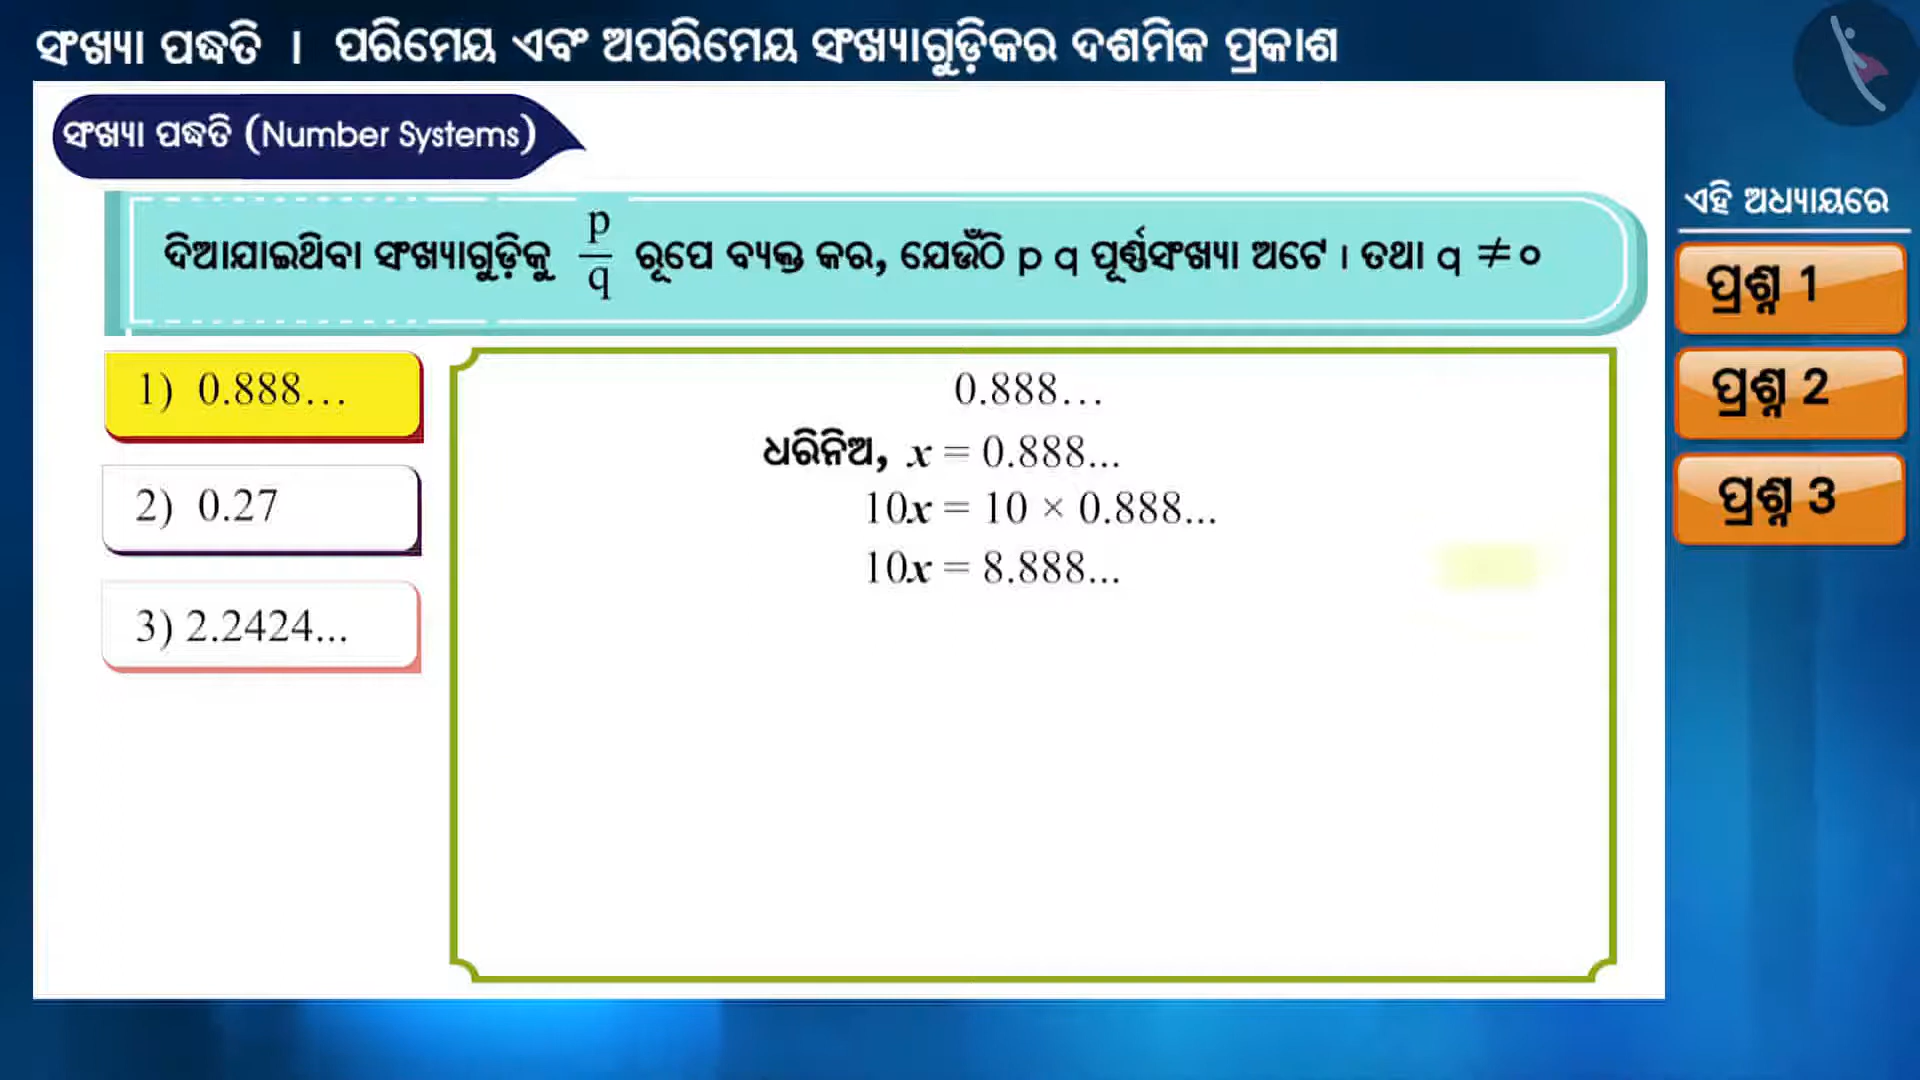 ସଂଖ୍ୟା ପଦ୍ଧତି । ପରିମେୟ ଏବଂ ଅପରିମେୟ ସଂଖ୍ୟାଗୁଡ଼ିକର ଦଶମିକ ପ୍ରକାଶ
ସଂଖ୍ୟା ପଦ୍ଧତି (Number Systems)
ଦିଆଯାଇଥିବା ସଂଖ୍ୟାଗୁଡ଼ିକୁ p/q ରୂପେ ବ୍ୟକ୍ତ କର, ଯେଉଁଠି p q ପୂର୍ଣ୍ଣସଂଖ୍ୟା ଅଟେ । ତଥା q ≠ ୦
1) 0.888...
2) 0.27
3) 2.2424...
0.888...
ଧରିନିଅ, x = 0.888...
10x = 10 × 0.888...
10x = 8.888...
ଏହି ଅଧ୍ୟାୟରେ
ପ୍ରଶ୍ନ 1
ପ୍ରଶ୍ନ 2
ପ୍ରଶ୍ନ 3